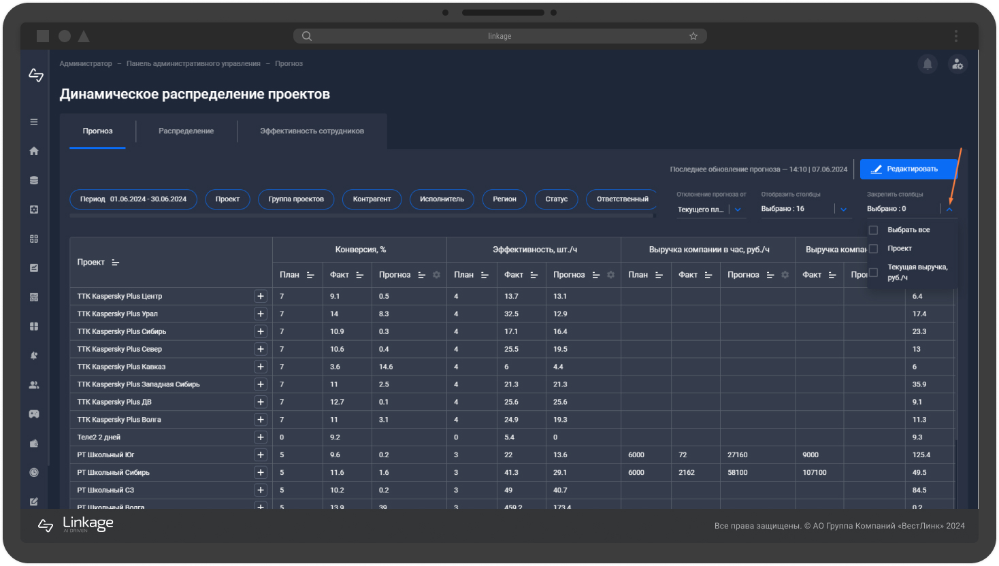 linkage
Администратор – Панель административного управления – Прогноз
Динамическое распределение проектов
Прогноз Распределение Эффективность сотрудников
Последнее обновление прогноза — 14:10 | 07.06.2024 Редактировать
Отклонение прогноза от Отобразить столбцы Закрепить столбцы
Период 01.06.2024 - 30.06.2024 Проект Группа проектов Контрагент Исполнитель Регион Статус Ответственный Текущего пл... Выбрано : 16 Выбрано : 0
Выбрать все
Проект
Текущая выручка,
руб./ч
Проект Конверсия, % Эффективность, шт./ч Выручка компании в час, руб./ч Выручка компан
План Факт Прогноз План Факт Прогноз План Факт Прогноз Факт Про
ТТК Kaspersky Plus Центр 7 9.1 0.5 4 13.7 13.1 6.4
ТТК Kaspersky Plus Урал 7 14 8.3 4 32.5 12.9 17.4
ТТК Kaspersky Plus Сибирь 7 10.9 0.3 4 17.1 16.4 23.3
ТТК Kaspersky Plus Север 7 10.6 0.4 4 25.5 19.5 13
ТТК Kaspersky Plus Кавказ 7 3.6 14.6 4 6 4.4 6
ТТК Kaspersky Plus Западная Сибирь 7 11 2.5 4 21.3 21.3 35.9
ТТК Kaspersky Plus ДВ 7 12.7 0.1 4 25.6 25.6 9.1
ТТК Kaspersky Plus Волга 7 11 3.1 4 24.9 19.3 11.3
Теле2 2 дней 0 9.2 0 5.4 0 9.3
РТ Школьный Юг 5 9.6 0.2 3 22 13.6 6000 72 27160 9000 125.4
РТ Школьный Сибирь 5 11.6 1.6 3 41.3 29.1 6000 2162 58100 107100 49.5
РТ Школьный СЗ 5 10.2 0.2 3 49 40.7 84.5
РТ Школьный Волга 5 13.9 39 3 459.2 173.4 0.2
Linkage
AI DRIVEN
Все права защищены. © АО Группа Компаний «ВестЛинк» 2024